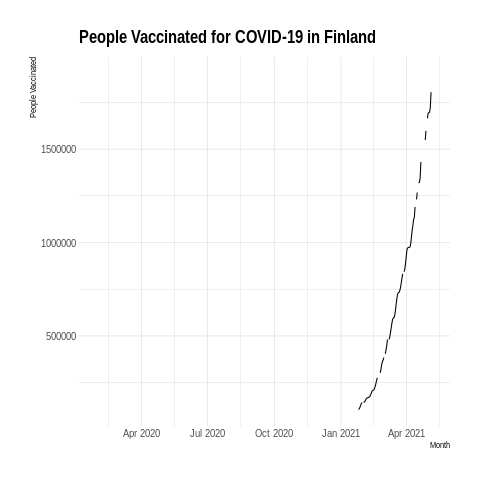 People Vaccinated for COVID-19 in Finland
People Vaccinated
1500000
1000000
500000
Apr 2020 Jul 2020 Oct 2020 Jan 2021 Apr 2021
Month